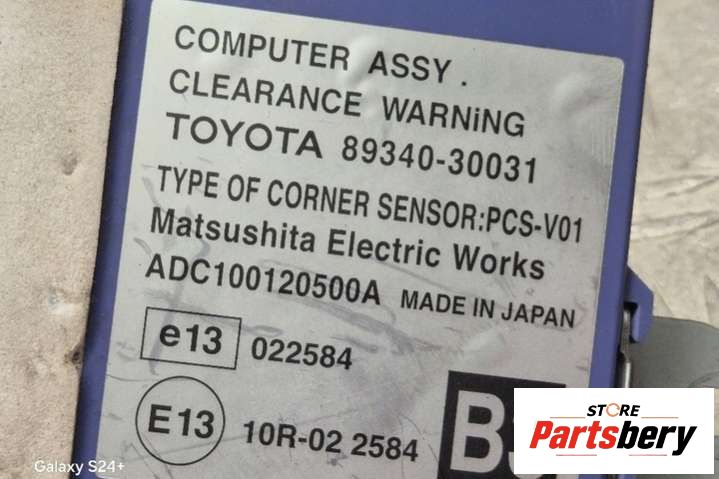 COMPUTER ASSY .
CLEARANCE WARNiNG
TOYOTA 89340-30031
TYPE OF CORNER SENSOR:PCS-V01
Matsushita Electric Works
ADC100120500A MADE IN JAPAN
e13 022584
E13 10R-02 2584
Galaxy S24+
STORE
Partsbery